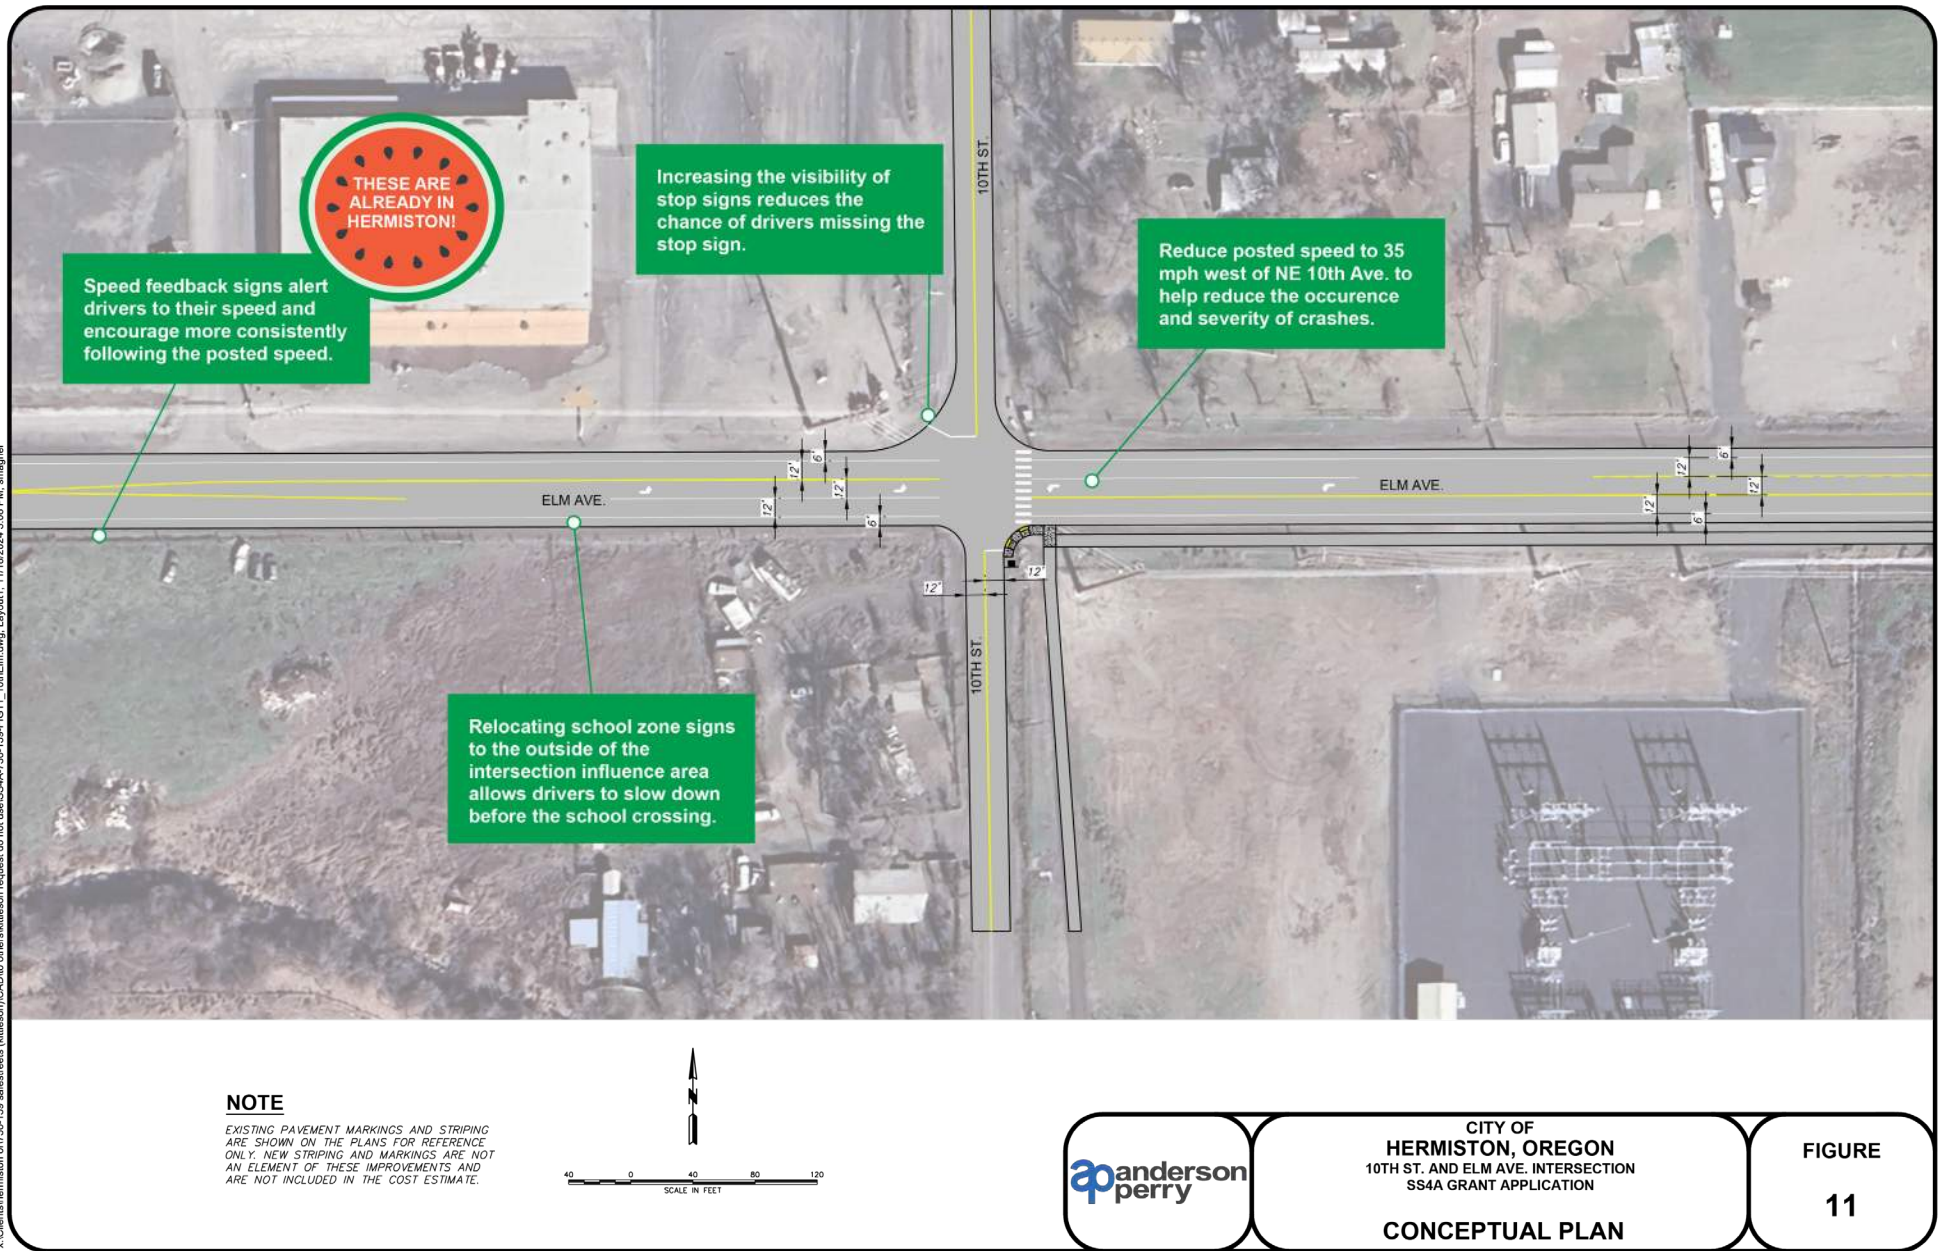 THESE ARE
ALREADY IN
HERMISTON!
Speed feedback signs alert
drivers to their speed and
encourage more consistently
following the posted speed.
Increasing the visibility of
stop signs reduces the
chance of drivers missing the
stop sign.
Reduce posted speed to 35
mph west of NE 10th Ave. to
help reduce the occurence
and severity of crashes.
10TH ST.
ELM AVE.
12'
6'
12'
12'
6'
ELM AVE.
12'
6'
12'
12'
6'
12'
12'
10TH ST.
Relocating school zone signs
to the outside of the
intersection influence area
allows drivers to slow down
before the school crossing.
NOTE
EXISTING PAVEMENT MARKINGS AND STRIPING
ARE SHOWN ON THE PLANS FOR REFERENCE
ONLY. NEW STRIPING AND MARKINGS ARE NOT
AN ELEMENT OF THESE IMPROVEMENTS AND
ARE NOT INCLUDED IN THE COST ESTIMATE.
N
40 0 40 80 120
SCALE IN FEET
ap anderson
perry
CITY OF
HERMISTON, OREGON
10TH ST. AND ELM AVE. INTERSECTION
SS4A GRANT APPLICATION
CONCEPTUAL PLAN
FIGURE
11